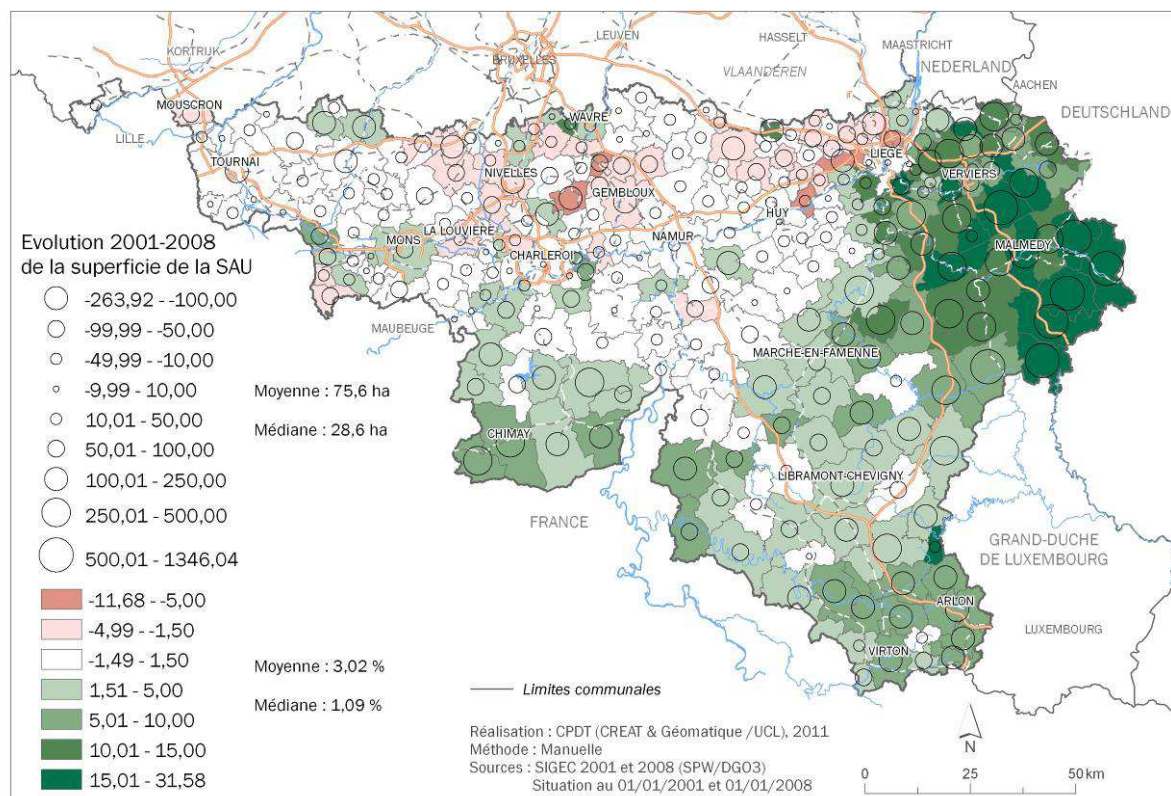 KORTRIJK
LEUVEN
HASSELT
MAASTRICHT
BRUXELLES
VLAANDEREN
NEDERLAND
AACHEN
DEUTSCHLAND
MOUSCRON
WAVRE
LILLE
TOURNAI
LIEGE
VERVIERS
NIVELLES
GEMBLOUX
HUY
LA LOUVIERE
NAMUR
MONS
MALMEDY
CHARLEROI
MAUBEUGE
MARCHE-EN-FAMENNE
CHIMAY
LIBRAMONT-CHEVIGNY
FRANCE
GRAND-DUCHE
DE LUXEMBOURG
ARLON
LUXEMBOURG
VIRTON
Evolution 2001-2008
de la superficie de la SAU
-263,92 - -100,00
-99,99 - -50,00
-49,99 - -10,00
-9,99 - 10,00
10,01 - 50,00
50,01 - 100,00
100,01 - 250,00
250,01 - 500,00
500,01 - 1346,04
Moyenne : 75,6 ha
Médiane : 28,6 ha
-11,68 - -5,00
-4,99 - -1,50
-1,49 - 1,50
1,51 - 5,00
5,01 - 10,00
10,01 - 15,00
15,01 - 31,58
Moyenne : 3,02 %
Médiane : 1,09 %
Limites communales
Réalisation : CPDT (CREAT & Géomatique /UCL), 2011
Méthode : Manuelle
Sources : SIGEC 2001 et 2008 (SPW/DGO3)
Situation au 01/01/2001 et 01/01/2008
N
0 25 50 km